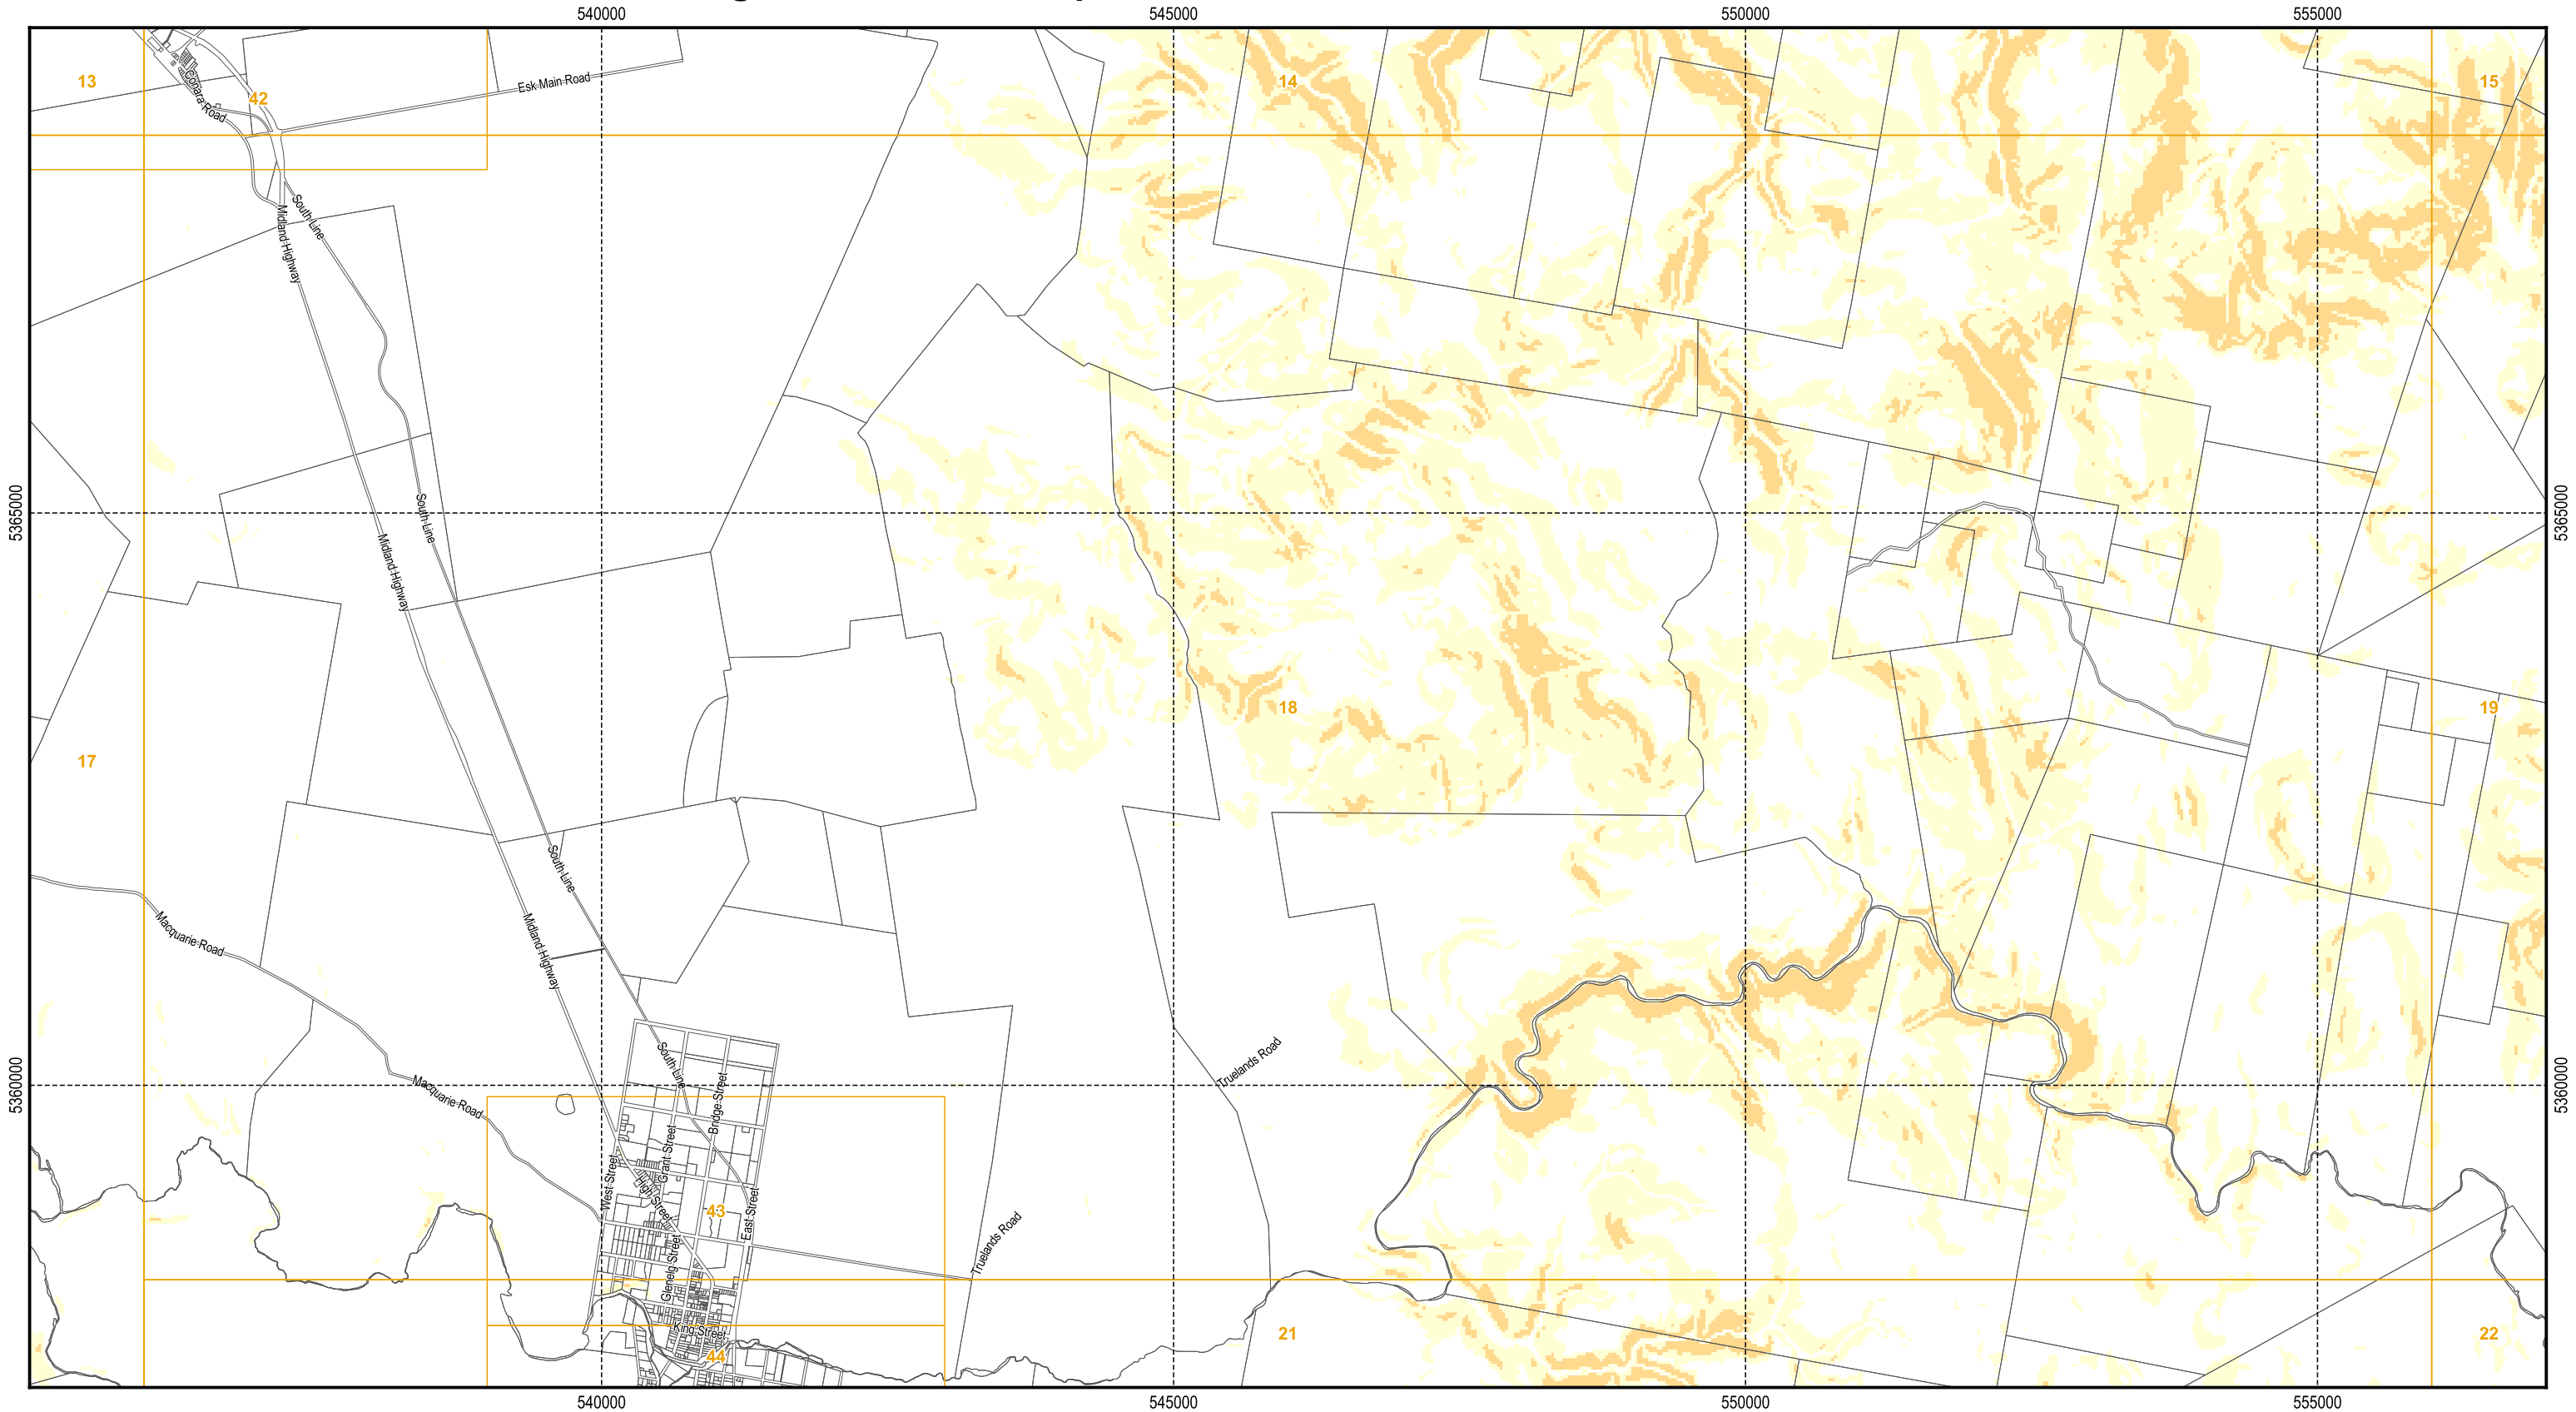 540000
545000
550000
555000
13
42
14
15
Esk Main Road
Conara Road
South Line
Midland Highway
5365000
5365000
South Line
Midland Highway
18
19
17
South Line
Midland Highway
Macquarie Road
Truelands Road
South Line
Bridge Street
5360000
5360000
Macquarie Road
Grant Street
West Street
High Street
43
East Street
Truelands Road
Glenelg Street
King Street
44
21
22
540000
545000
550000
555000